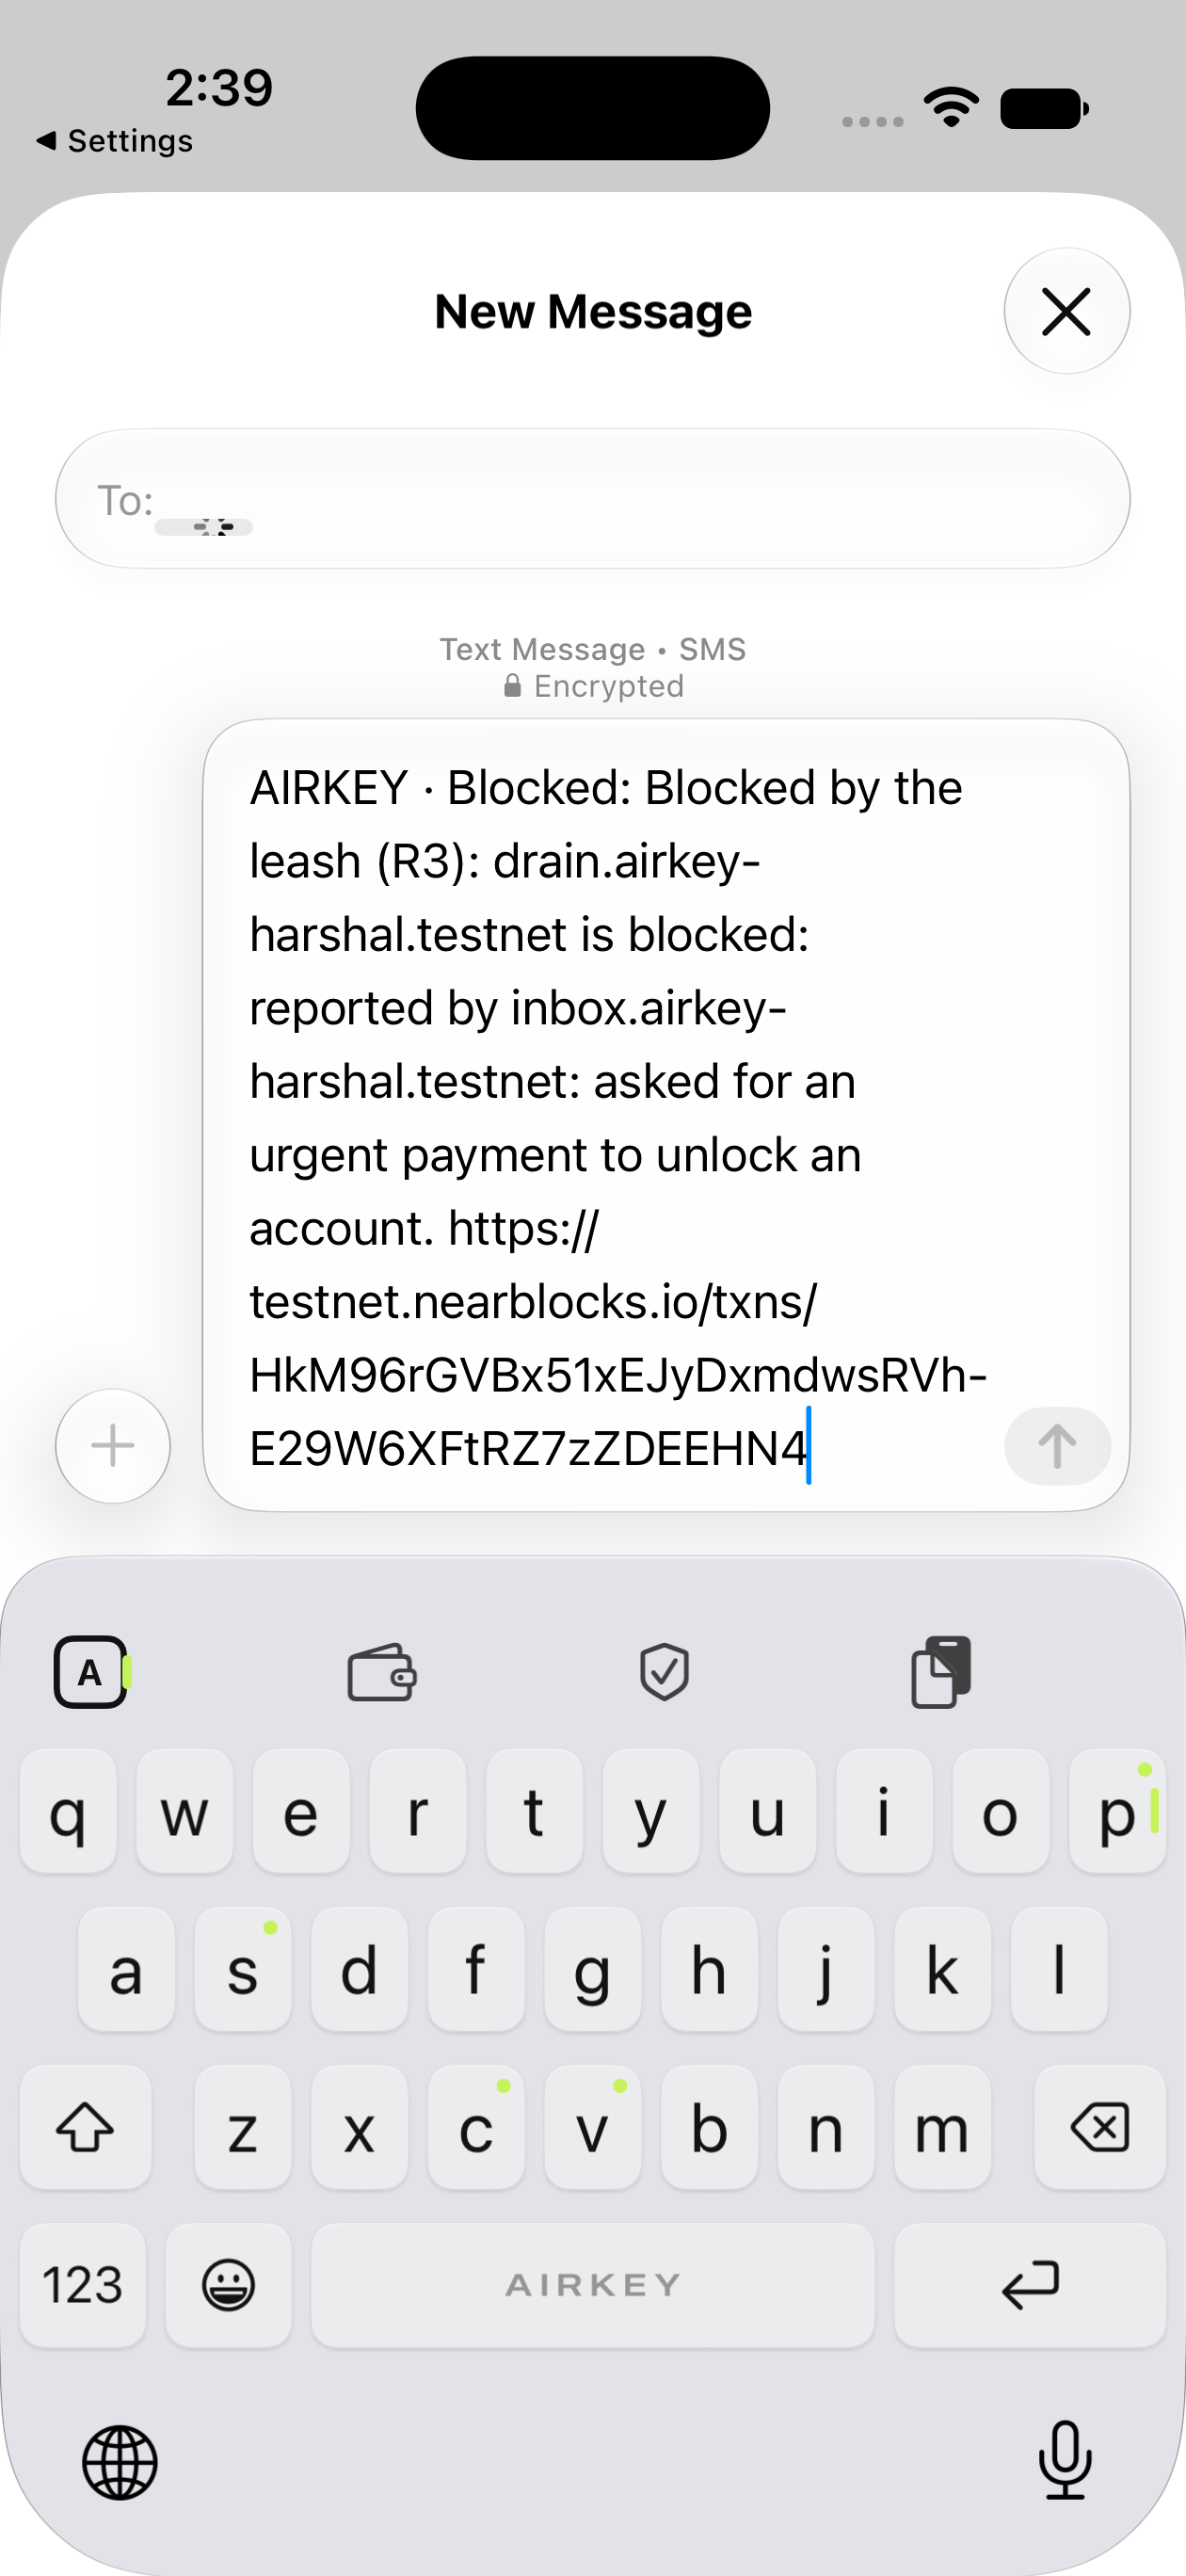 2:39
Settings
New Message
To:
Text Message • SMS
Encrypted
AIRKEY · Blocked: Blocked by the
leash (R3): drain.airkey-
harshal.testnet is blocked:
reported by inbox.airkey-
harshal.testnet: asked for an
urgent payment to unlock an
account. https://
testnet.nearblocks.io/txns/
HkM96rGVBx51xEJyDxmdwsRVh-
E29W6XFtRZ7zZDEEHN4
A
q w e r t y u i o p
a s d f g h j k l
z x c v b n m
123 AIRKEY